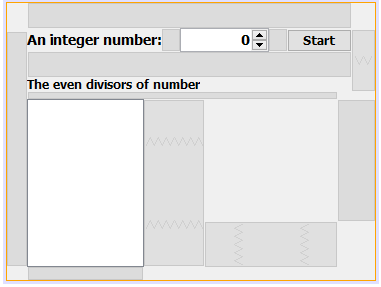 An integer number: 0 Start
The even divisors of number